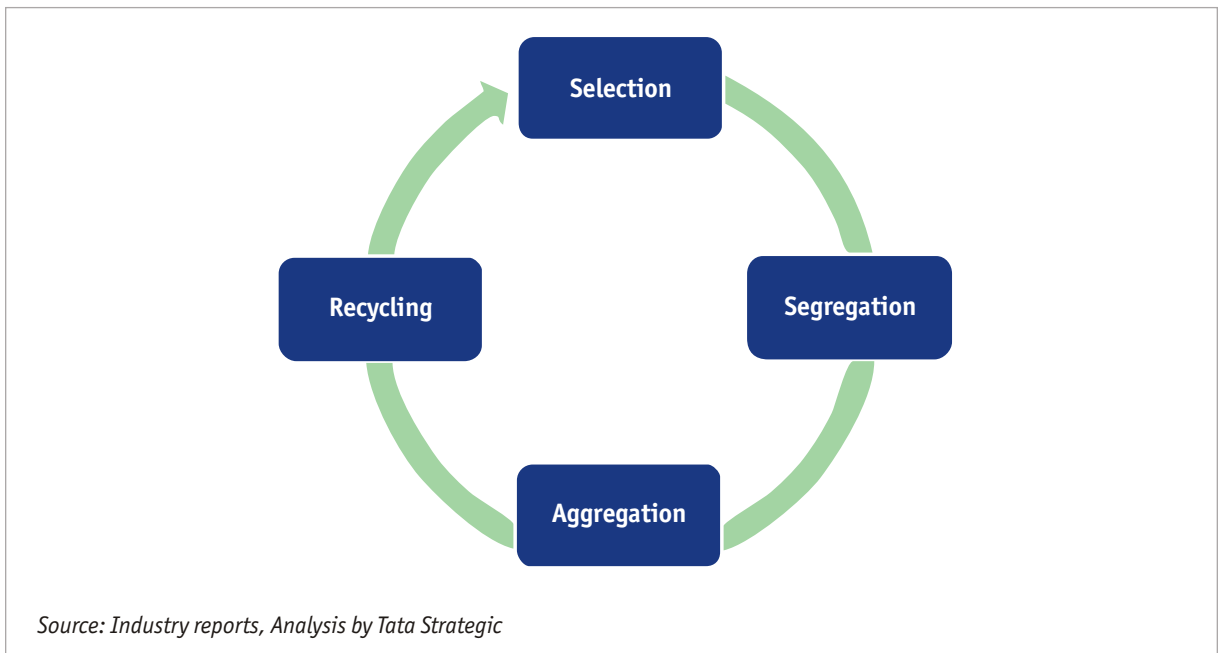 Selection
Recycling
Segregation
Aggregation
Source: Industry reports, Analysis by Tata Strategic